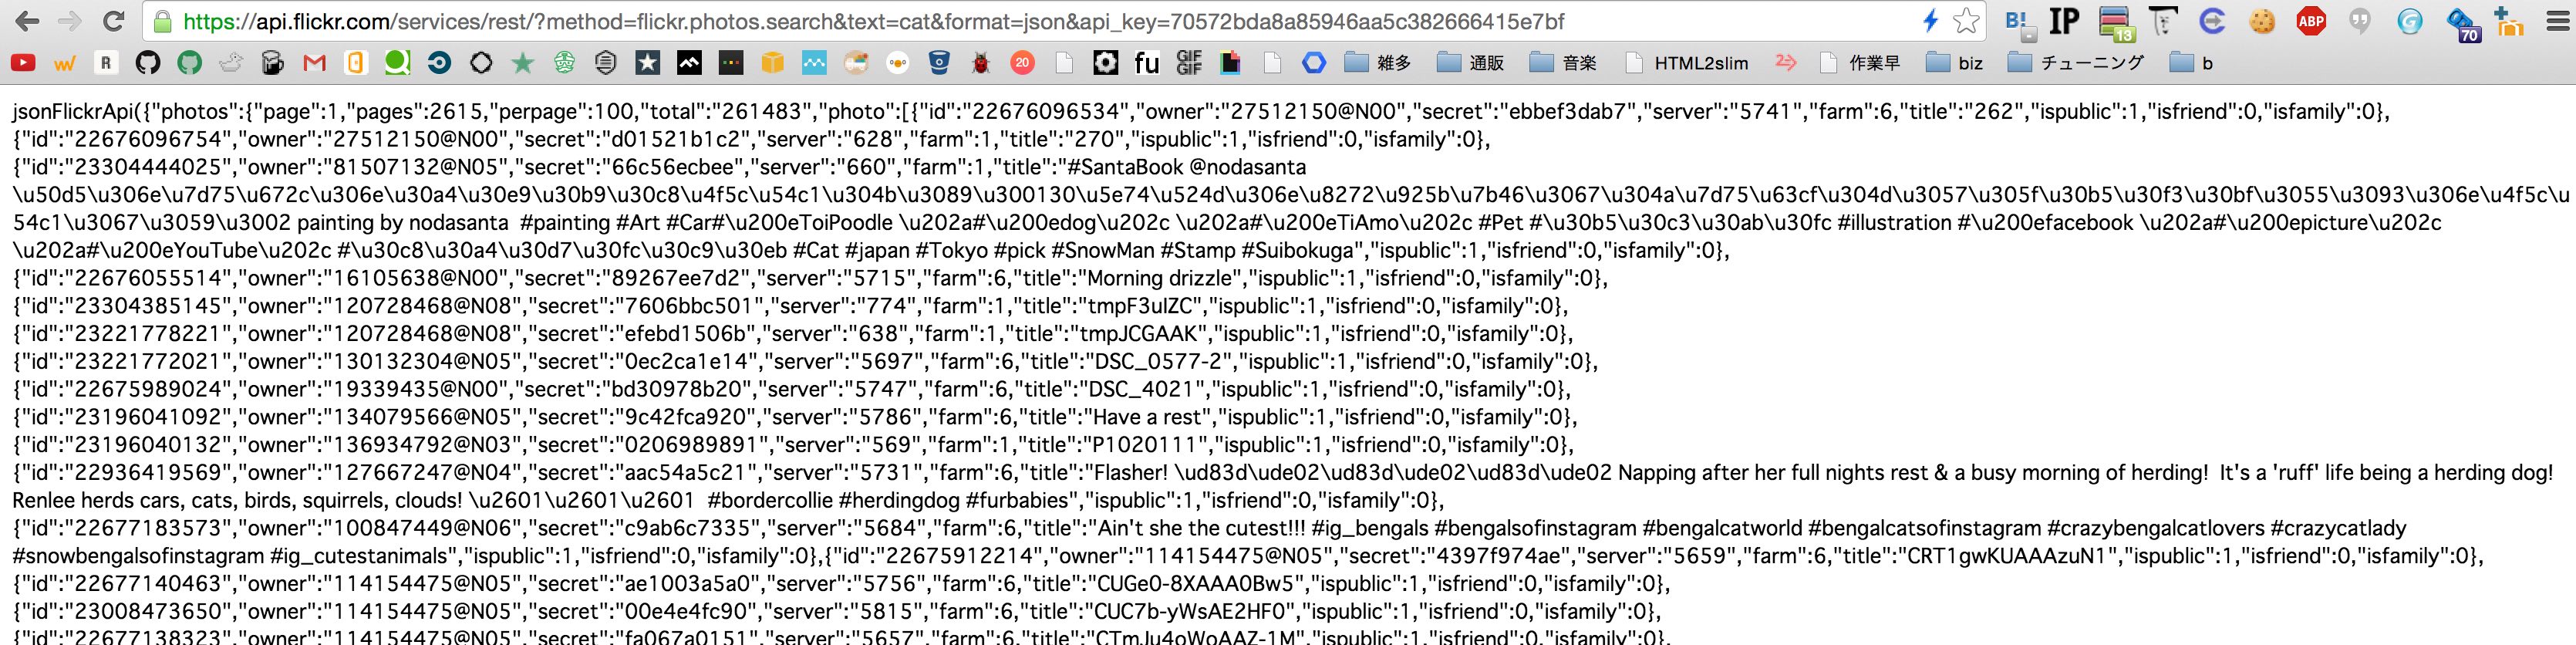 https://api.flickr.com/services/rest/?method=flickr.photos.search&text=cat&format=json&api_key=70572bda8a85946aa5c382666415e7bf
B! IP 13 ABP 70
R 20 fu GIF GIF 雑多 通販 音楽 HTML2slim 作業早 biz チューニング b
jsonFlickrApi({"photos":{"page":1,"pages":2615,"perpage":100,"total":"261483","photo":[{"id":"22676096534","owner":"27512150@N00","secret":"ebbef3dab7","server":"5741","farm":6,"title":"262","ispublic":1,"isfriend":0,"isfamily":0},
{"id":"22676096754","owner":"27512150@N00","secret":"d01521b1c2","server":"628","farm":1,"title":"270","ispublic":1,"isfriend":0,"isfamily":0},
{"id":"23304444025","owner":"81507132@N05","secret":"66c56ecbee","server":"660","farm":1,"title":"#SantaBook @nodasanta
\u50d5\u306e\u7d75\u672c\u306e\u30a4\u30e9\u30b9\u30c8\u4f5c\u54c1\u304b\u3089\u300130\u5e74\u524d\u306e\u8272\u925b\u7b46\u3067\u304a\u7d75\u63cf\u304d\u3057\u305f\u30b5\u30f3\u30bf\u3055\u3093\u306e\u4f5c\u
54c1\u3067\u3059\u3002 painting by nodasanta  #painting #Art #Car#\u200eToiPoodle \u202a#\u200edog\u202c \u202a#\u200eTiAmo\u202c #Pet #\u30b5\u30c3\u30ab\u30fc #illustration #\u200efacebook \u202a#\u200epicture\u202c
\u202a#\u200eYouTube\u202c #\u30c8\u30a4\u30d7\u30fc\u30c9\u30eb #Cat #japan #Tokyo #pick #SnowMan #Stamp #Suibokuga","ispublic":1,"isfriend":0,"isfamily":0},
{"id":"22676055514","owner":"16105638@N00","secret":"89267ee7d2","server":"5715","farm":6,"title":"Morning drizzle","ispublic":1,"isfriend":0,"isfamily":0},
{"id":"23304385145","owner":"120728468@N08","secret":"7606bbc501","server":"774","farm":1,"title":"tmpF3uIZC","ispublic":1,"isfriend":0,"isfamily":0},
{"id":"23221778221","owner":"120728468@N08","secret":"efebd1506b","server":"638","farm":1,"title":"tmpJCGAAK","ispublic":1,"isfriend":0,"isfamily":0},
{"id":"23221772021","owner":"130132304@N05","secret":"0ec2ca1e14","server":"5697","farm":6,"title":"DSC_0577-2","ispublic":1,"isfriend":0,"isfamily":0},
{"id":"22675989024","owner":"19339435@N00","secret":"bd30978b20","server":"5747","farm":6,"title":"DSC_4021","ispublic":1,"isfriend":0,"isfamily":0},
{"id":"23196041092","owner":"134079566@N05","secret":"9c42fca920","server":"5786","farm":6,"title":"Have a rest","ispublic":1,"isfriend":0,"isfamily":0},
{"id":"23196040132","owner":"136934792@N03","secret":"0206989891","server":"569","farm":1,"title":"P1020111","ispublic":1,"isfriend":0,"isfamily":0},
{"id":"22936419569","owner":"127667247@N04","secret":"aac54a5c21","server":"5731","farm":6,"title":"Flasher! \ud83d\ude02\ud83d\ude02\ud83d\ude02 Napping after her full nights rest & a busy morning of herding!  It's a 'ruff' life being a herding dog!
Renlee herds cars, cats, birds, squirrels, clouds! \u2601\u2601\u2601  #bordercollie #herdingdog #furbabies","ispublic":1,"isfriend":0,"isfamily":0},
{"id":"22677183573","owner":"100847449@N06","secret":"c9ab6c7335","server":"5684","farm":6,"title":"Ain't she the cutest!!! #ig_bengals #bengalsofinstagram #bengalcatworld #bengalcatsofinstagram #crazybengalcatlovers #crazycatlady
#snowbengalsofinstagram #ig_cutestanimals","ispublic":1,"isfriend":0,"isfamily":0},{"id":"22675912214","owner":"114154475@N05","secret":"4397f974ae","server":"5659","farm":6,"title":"CRT1gwKUAAAzuN1","ispublic":1,"isfriend":0,"isfamily":0},
{"id":"22677140463","owner":"114154475@N05","secret":"ae1003a5a0","server":"5756","farm":6,"title":"CUGe0-8XAAA0Bw5","ispublic":1,"isfriend":0,"isfamily":0},
{"id":"23008473650","owner":"114154475@N05","secret":"00e4e4fc90","server":"5815","farm":6,"title":"CUC7b-yWsAE2HF0","ispublic":1,"isfriend":0,"isfamily":0},
{"id":"22677138323","owner":"114154475@N05","secret":"fa067a0151","server":"5657","farm":6,"title":"CTmJu4oWoAAZ-1M","ispublic":1,"isfriend":0,"isfamily":0},